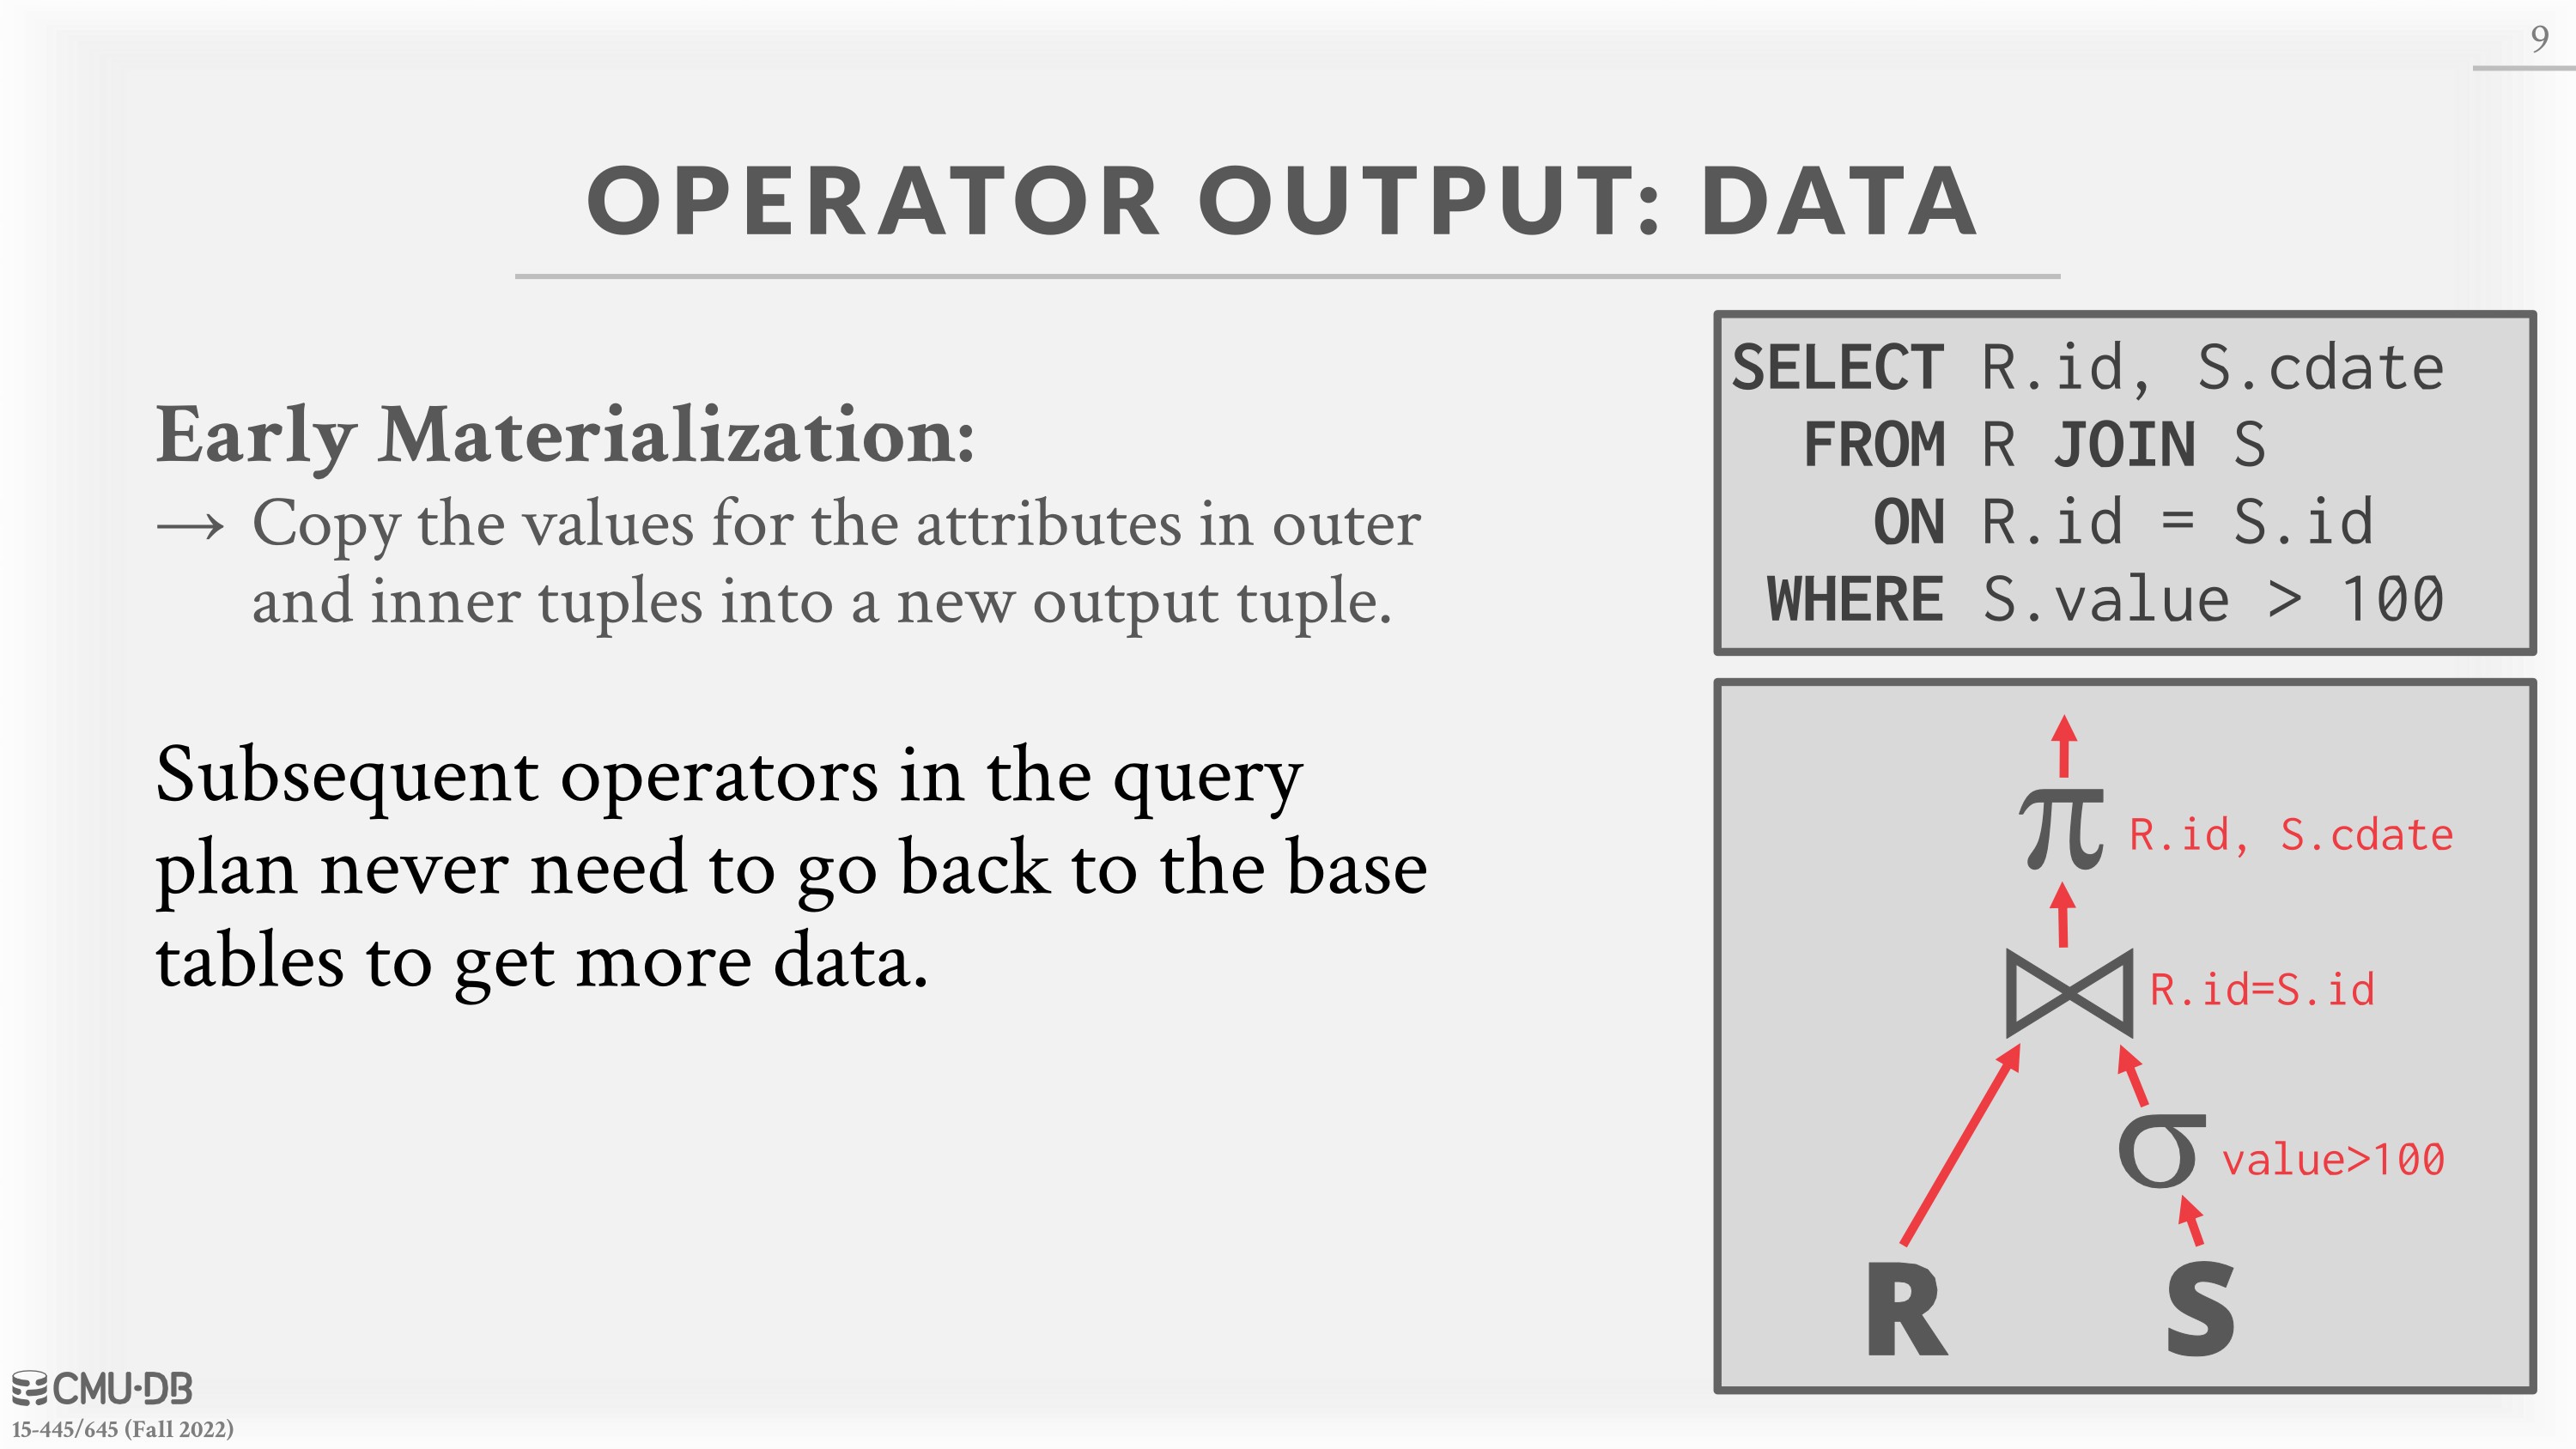 9
OPERATOR OUTPUT: DATA
Early Materialization:
→ Copy the values for the attributes in outer
and inner tuples into a new output tuple.
Subsequent operators in the query
plan never need to go back to the base
tables to get more data.
SELECT R.id, S.cdate
FROM R JOIN S
ON R.id = S.id
WHERE S.value > 100
π R.id, S.cdate
⋈ R.id=S.id
σ value>100
R S
CMU·DB
15-445/645 (Fall 2022)